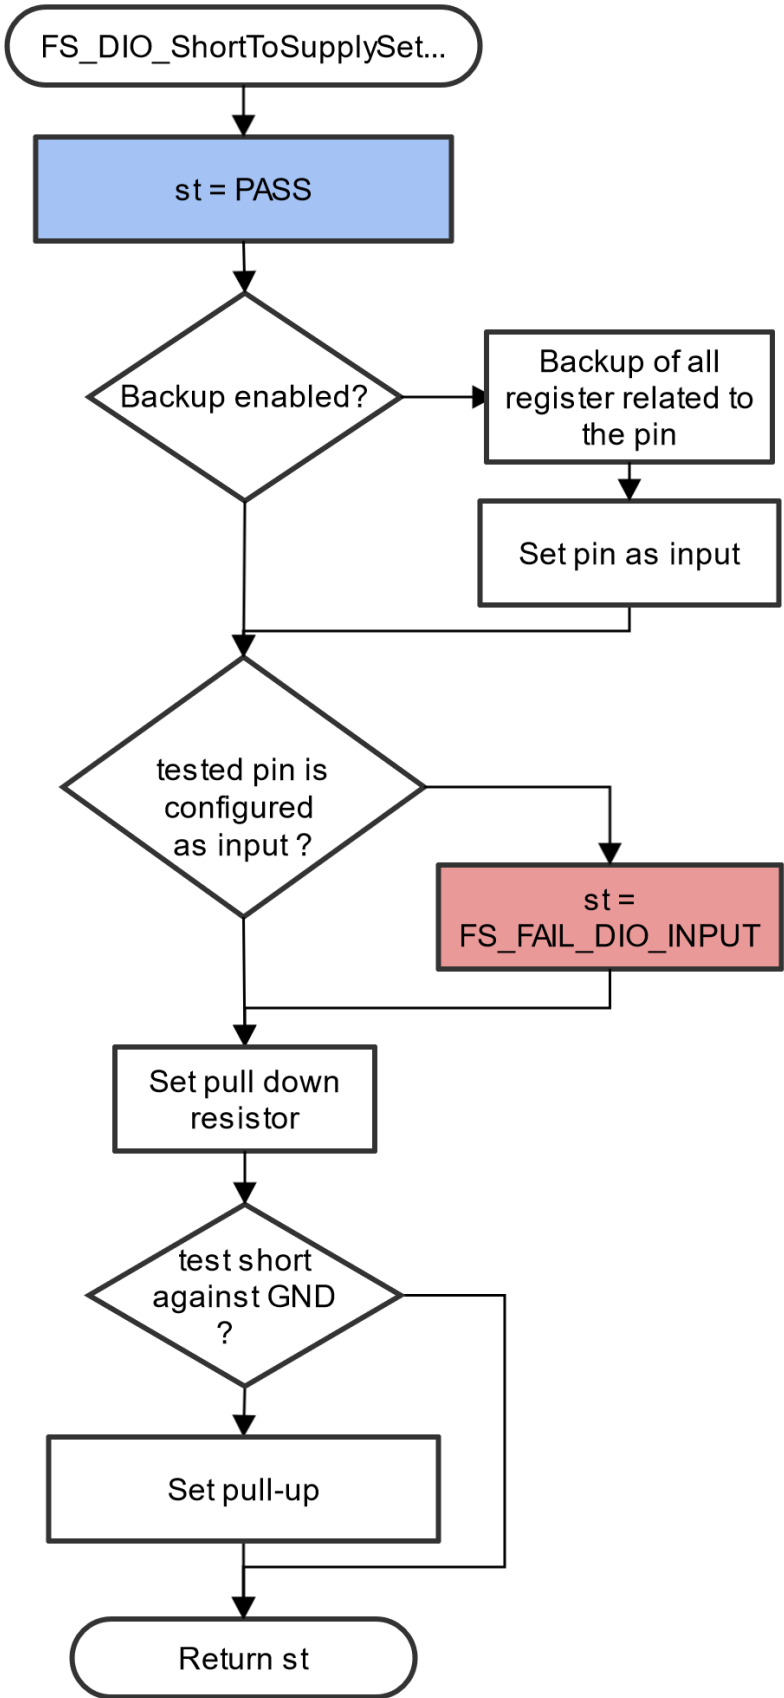 FS_DIO_ShortToSupplySet...
st = PASS
Backup enabled?
Backup of all
register related to
the pin
Set pin as input
tested pin is
configured
as input ?
st =
FS_FAIL_DIO_INPUT
Set pull down
resistor
test short
against GND
?
Set pull-up
Return st